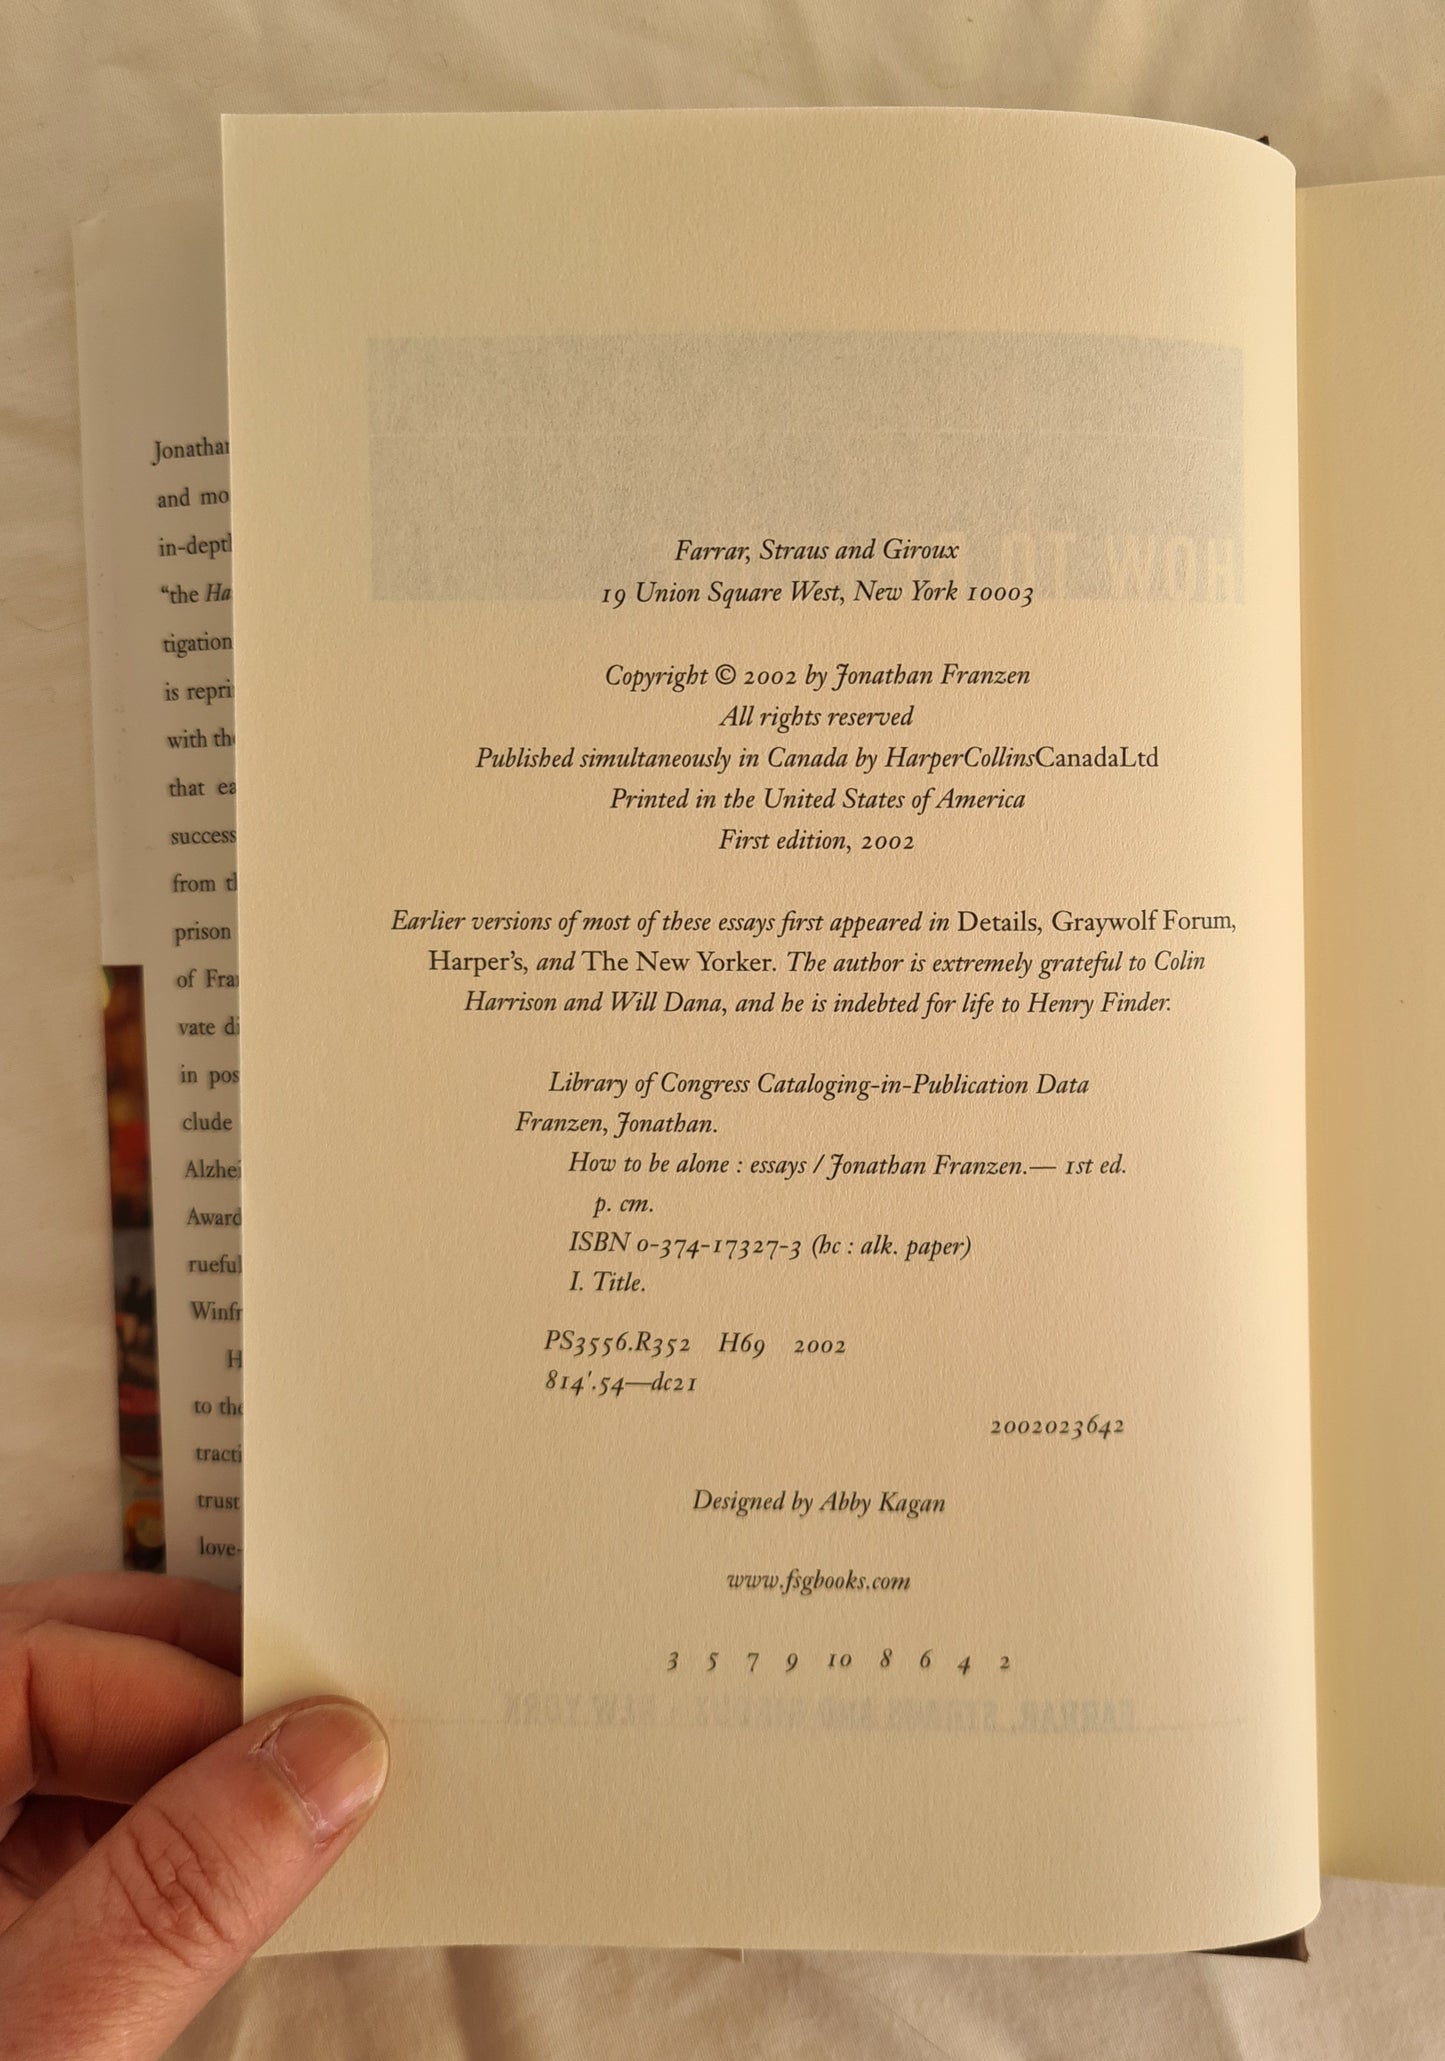 Jonathan
and mo
in-dept
“the Ha
tigation
is repri
with the
that ea
success
from t
prison
of Fra
vate di
in pos
clude
Alzhei
Award
rueful
Winfr
H
to the
tracti
trust
love-
Farrar, Straus and Giroux
19 Union Square West, New York 10003
Copyright © 2002 by Jonathan Franzen
All rights reserved
Published simultaneously in Canada by HarperCollinsCanadaLtd
Printed in the United States of America
First edition, 2002
Earlier versions of most of these essays first appeared in Details, Graywolf Forum,
Harper’s, and The New Yorker. The author is extremely grateful to Colin
Harrison and Will Dana, and he is indebted for life to Henry Finder.
Library of Congress Cataloging-in-Publication Data
Franzen, Jonathan.
How to be alone : essays / Jonathan Franzen.— 1st ed.
p. cm.
ISBN 0-374-17327-3 (hc : alk. paper)
I. Title.
PS3556.R352 H69 2002
814'.54—dc21
2002023642
Designed by Abby Kagan
www.fsgbooks.com
3 5 7 9 10 8 6 4 2